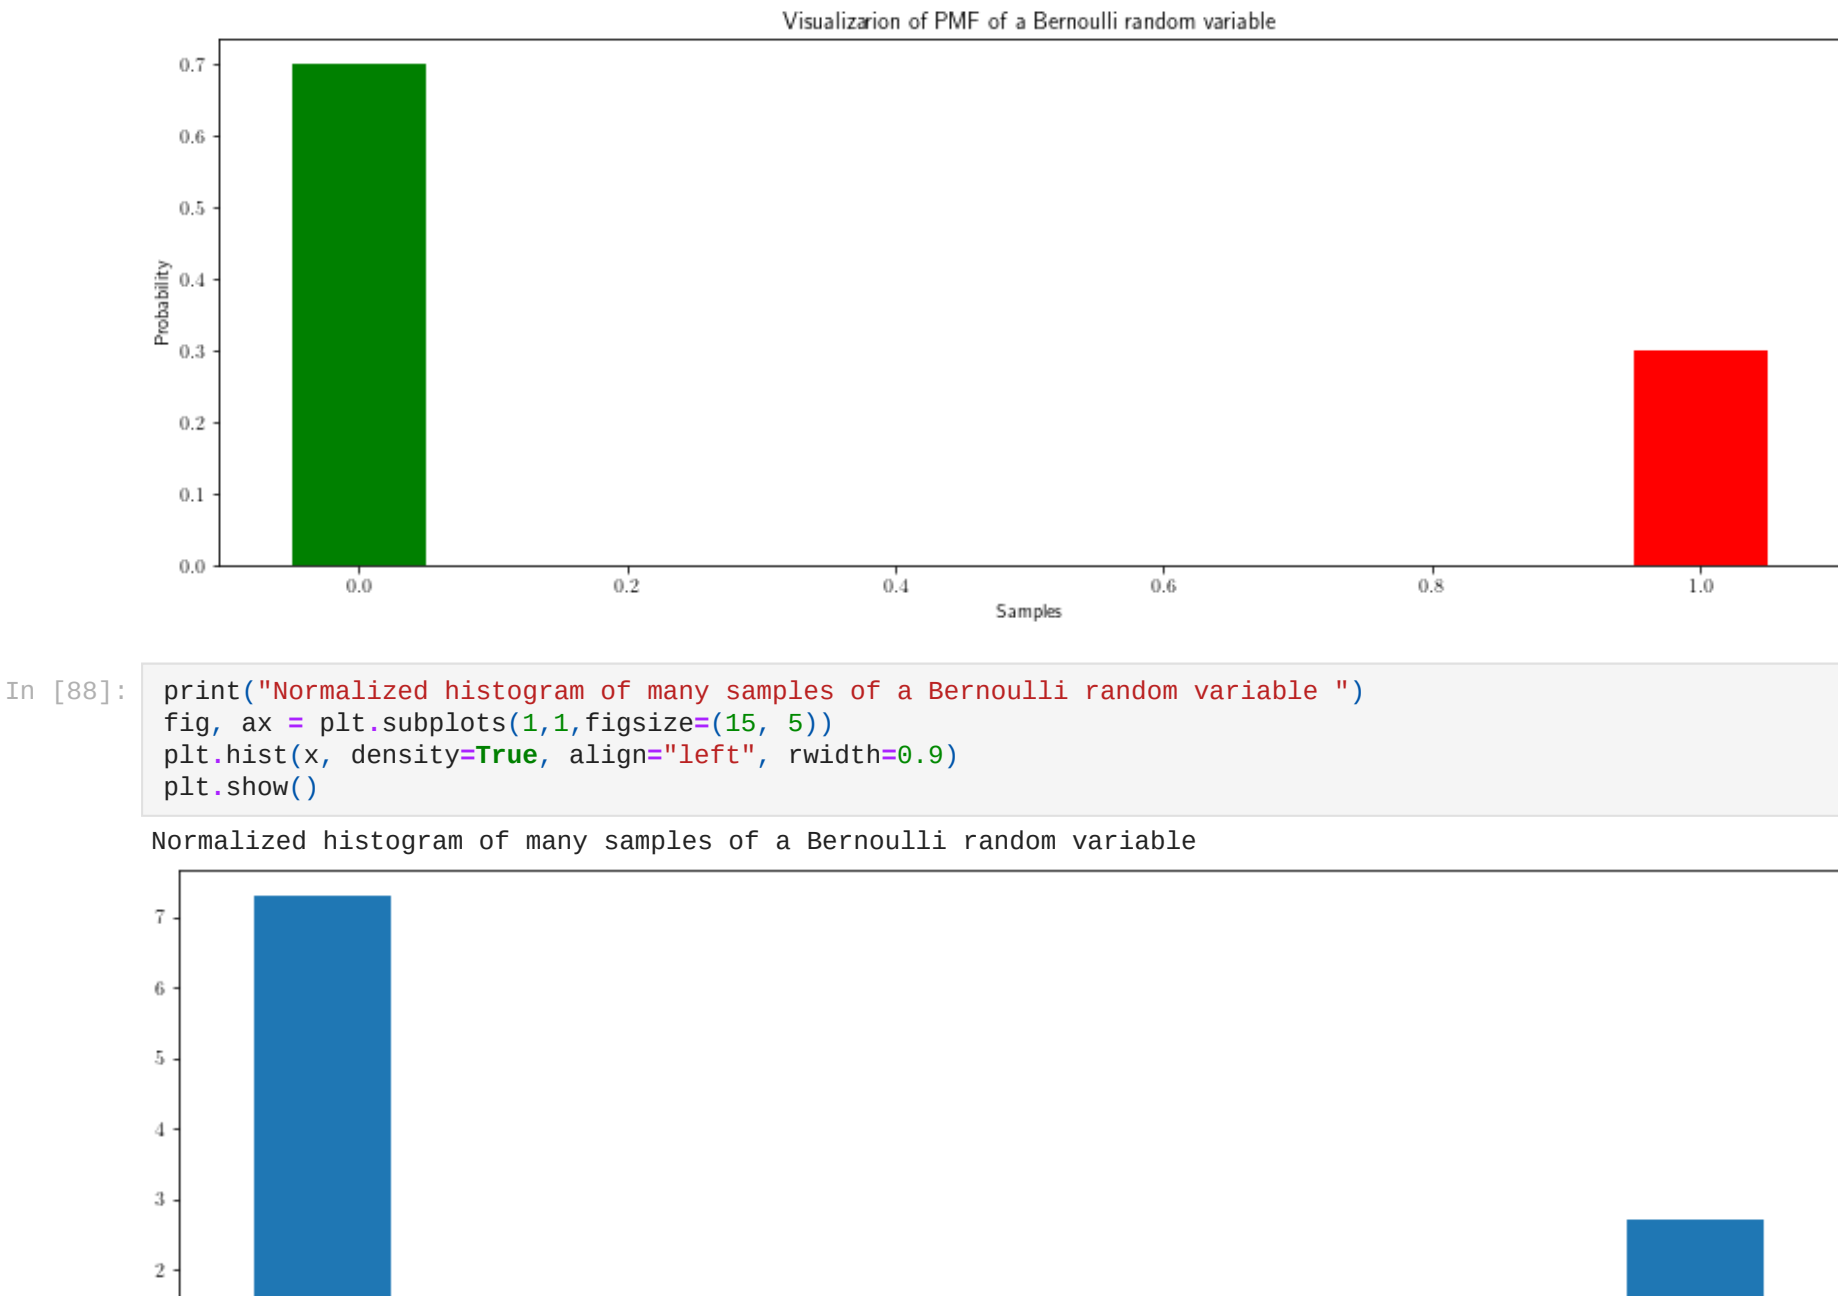 Visualizarion of PMF of a Bernoulli random variable
0.7
0.6
0.5
0.4
0.3
0.2
0.1
0.0
Probability
0.0 0.2 0.4 0.6 0.8 1.0
Samples
In [88]: print("Normalized histogram of many samples of a Bernoulli random variable ")
fig, ax = plt.subplots(1,1,figsize=(15, 5))
plt.hist(x, density=True, align="left", rwidth=0.9)
plt.show()
Normalized histogram of many samples of a Bernoulli random variable
7
6
5
4
3
2